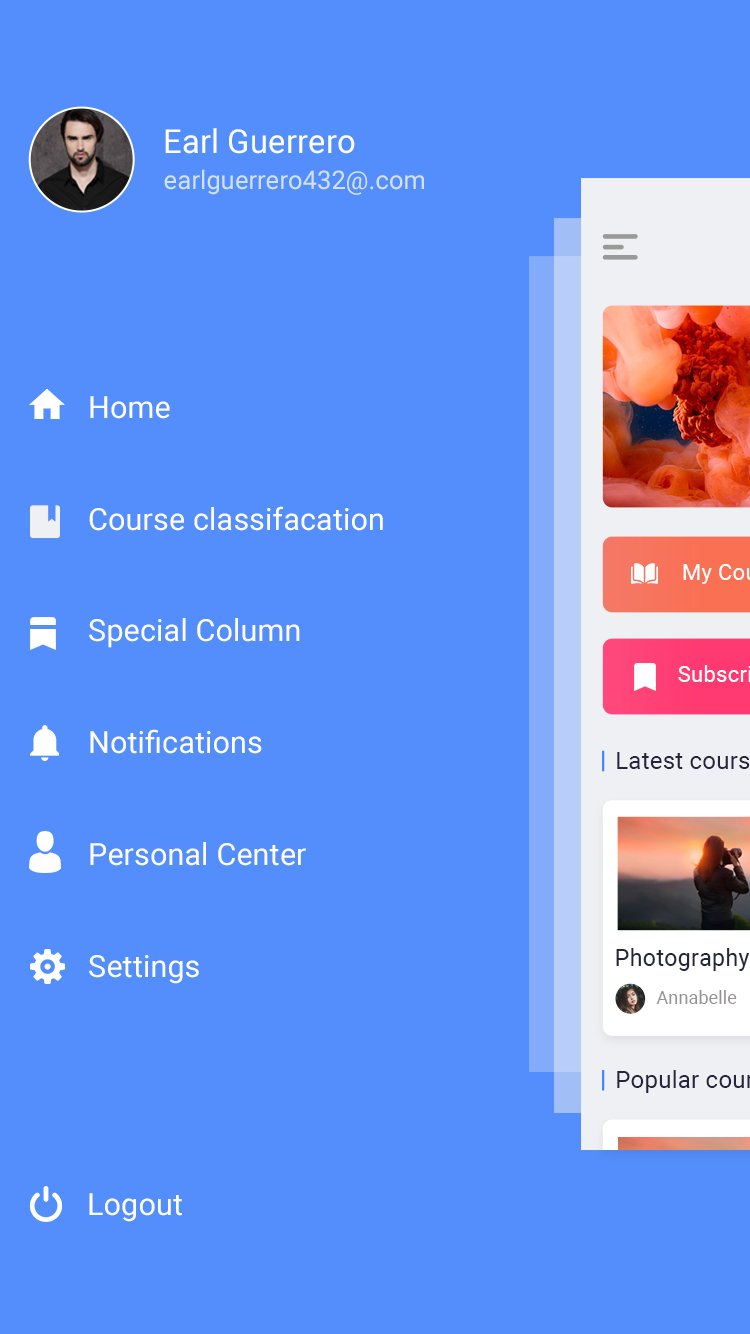 Earl Guerrero
earlguerrero432@.com
Home
Course classifacation
Special Column
Notifications
Personal Center
Settings
Logout
My Cou
Subscri
Latest cours
Photography
Annabelle
Popular cour